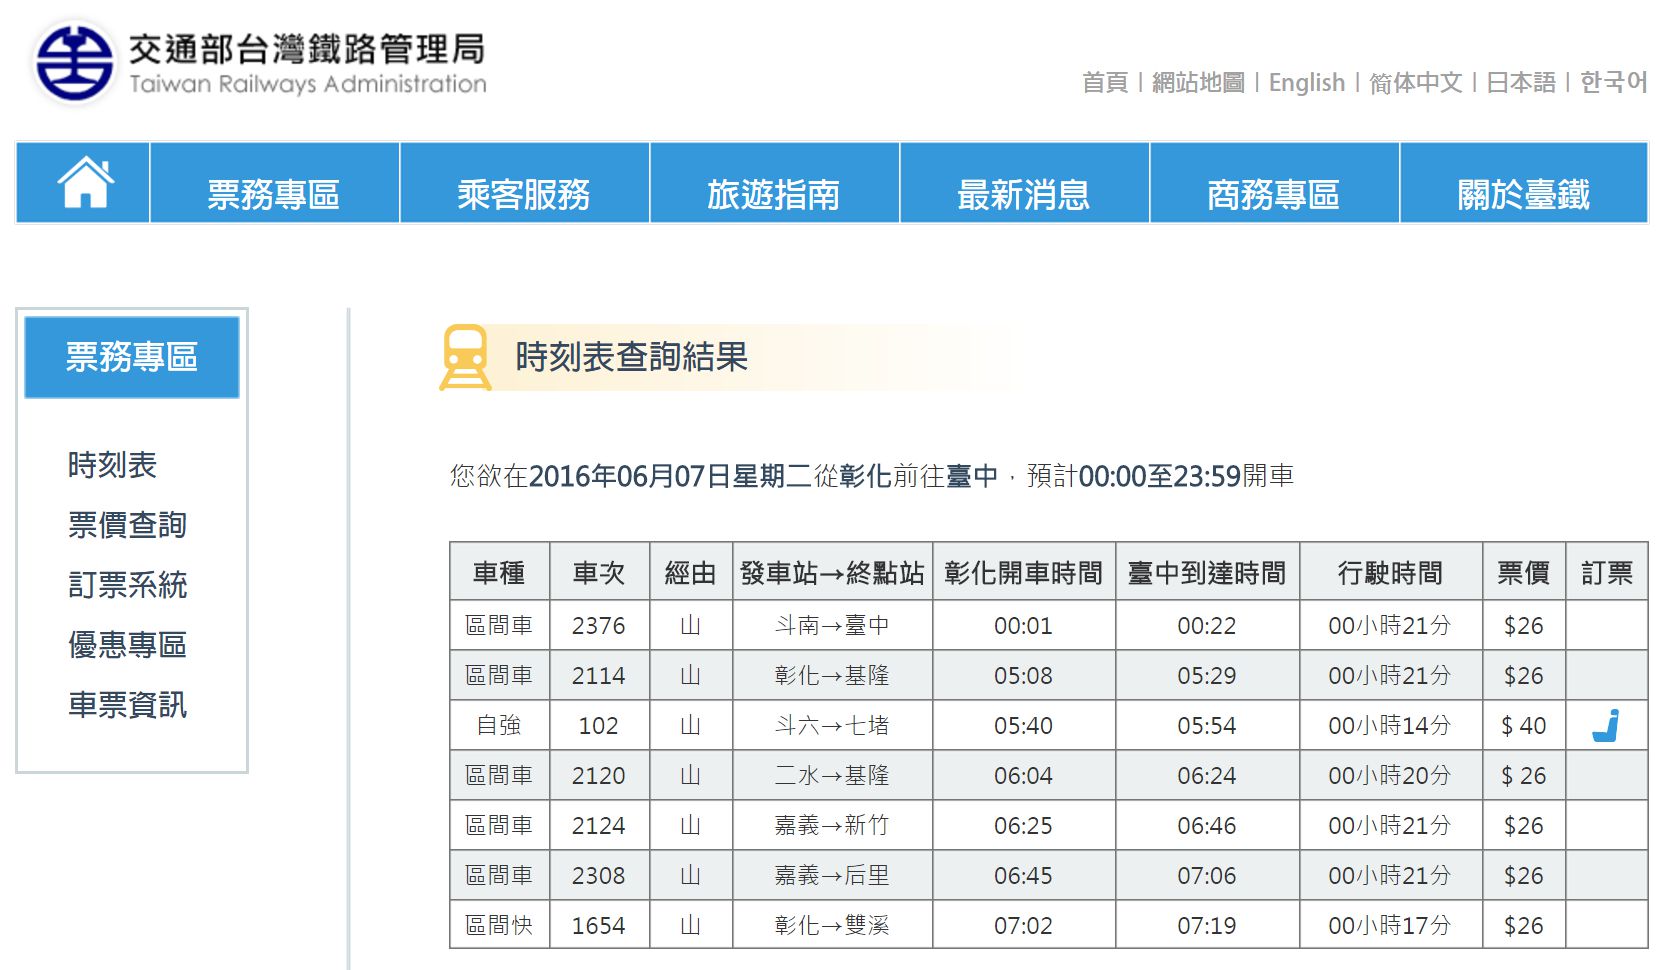 交通部台灣鐵路管理局
Taiwan Railways Administration
首頁 | 網站地圖 | English | 简体中文 | 日本語 | 한국어
票務專區 乘客服務 旅遊指南 最新消息 商務專區 關於臺鐵
票務專區
時刻表
票價查詢
訂票系統
優惠專區
車票資訊
時刻表查詢結果
您欲在2016年06月07日星期二從彰化前往臺中，預計00:00至23:59開車
車種 車次 經由 發車站→終點站 彰化開車時間 臺中到達時間 行駛時間 票價 訂票
區間車 2376 山 斗南→臺中 00:01 00:22 00小時21分 $26
區間車 2114 山 彰化→基隆 05:08 05:29 00小時21分 $26
自強 102 山 斗六→七堵 05:40 05:54 00小時14分 $ 40
區間車 2120 山 二水→基隆 06:04 06:24 00小時20分 $ 26
區間車 2124 山 嘉義→新竹 06:25 06:46 00小時21分 $26
區間車 2308 山 嘉義→后里 06:45 07:06 00小時21分 $26
區間快 1654 山 彰化→雙溪 07:02 07:19 00小時17分 $26